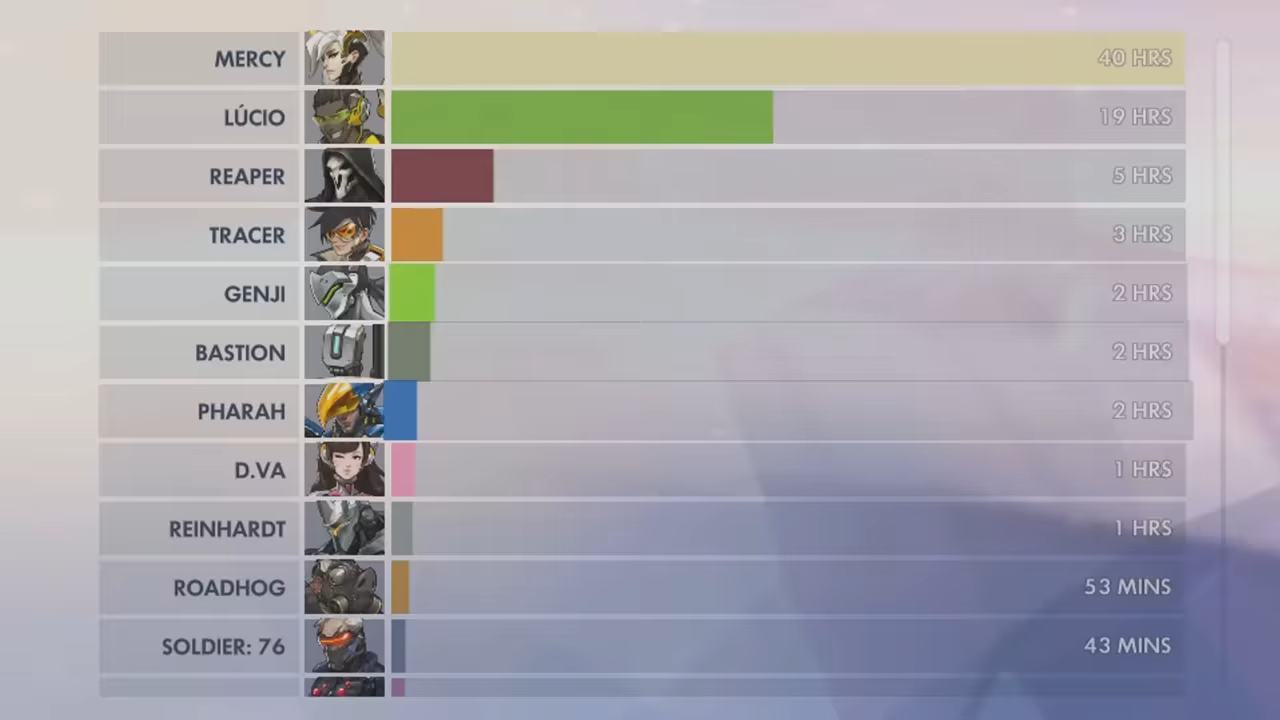 MERCY 40 HRS
LÚCIO 19 HRS
REAPER 5 HRS
TRACER 3 HRS
GENJI 2 HRS
BASTION 2 HRS
PHARAH 2 HRS
D.VA 1 HRS
REINHARDT 1 HRS
ROADHOG 53 MINS
SOLDIER: 76 43 MINS